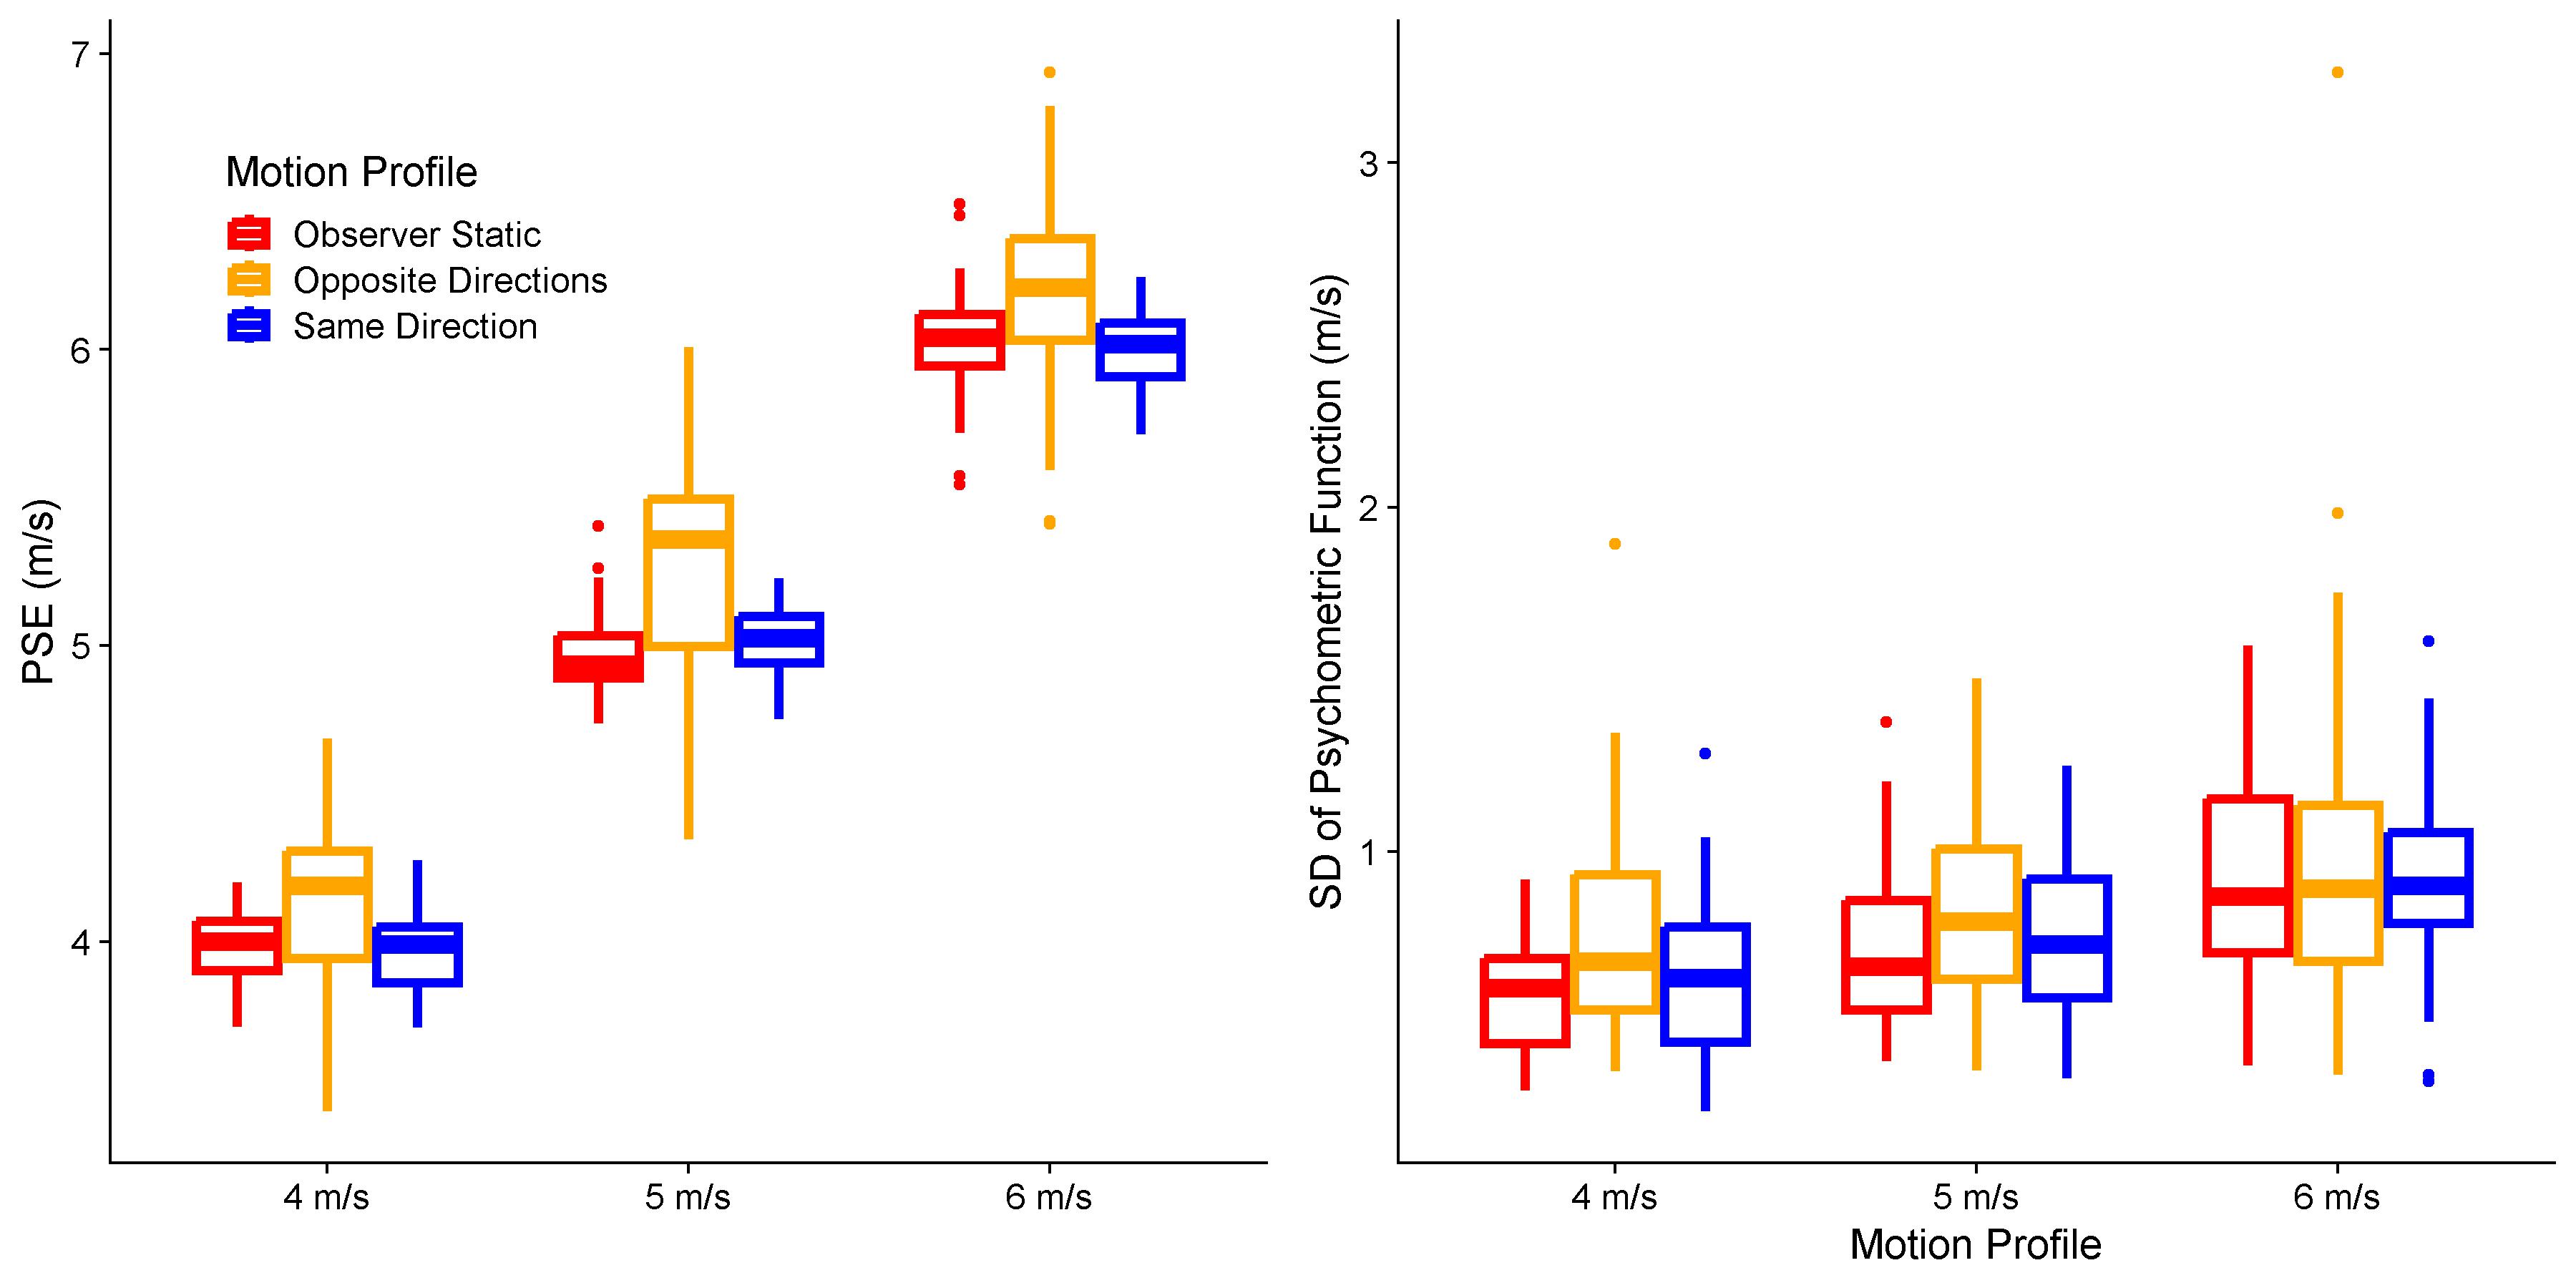 PSE (m/s)
7
6
5
4
Motion Profile
Observer Static
Opposite Directions
Same Direction
4 m/s
5 m/s
6 m/s
SD of Psychometric Function (m/s)
3
2
1
4 m/s
5 m/s
6 m/s
Motion Profile